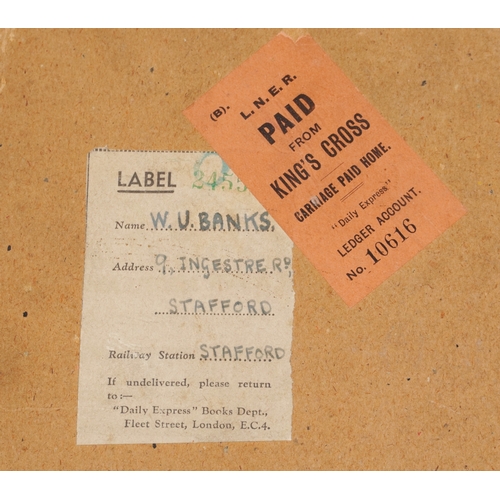 LABEL
Name W. U. BANKS,
Address 9, INGESTRE RD,
STAFFORD
Railway Station STAFFORD
If undelivered, please return
to:—
"Daily Express" Books Dept.,
Fleet Street, London, E.C.4.
(B). L. N. E. R.
PAID
FROM
KING'S CROSS
CARRIAGE PAID HOME.
"Daily Express"
LEDGER ACCOUNT.
No. 10616